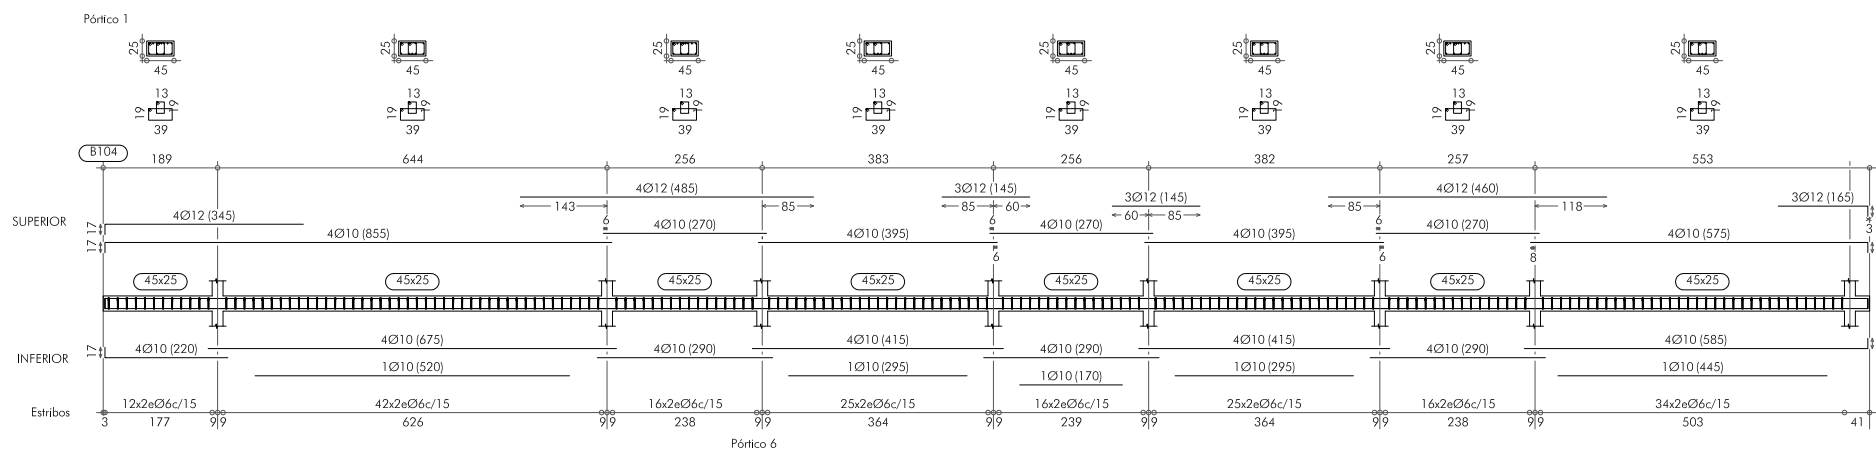 Pórtico 1
25 25 25 25 25 25 25 25
45 45 45 45 45 45 45 45
13 13 13 13 13 13 13 13
19 9 19 9 19 9 19 9 19 9 19 9 19 9 19 9
39 39 39 39 39 39 39 39
B104
189 644 256 383 256 382 257 553
4Ø12 (485) 3Ø12 (145) 4Ø12 (460)
3Ø12 (145) 3Ø12 (165)
143 85 85 60 85 118
60 85
SUPERIOR
17 4Ø12 (345) 6 4Ø10 (270) 6 4Ø10 (270) 6 4Ø10 (270) 3
17 4Ø10 (855) 4Ø10 (395) 4Ø10 (395) 4Ø10 (575)
6 6 8
45x25 45x25 45x25 45x25 45x25 45x25 45x25 45x25
4Ø10 (675) 4Ø10 (415) 4Ø10 (415) 4Ø10 (585)
INFERIOR
17 4Ø10 (220) 4Ø10 (290) 4Ø10 (290) 4Ø10 (290)
1Ø10 (520) 1Ø10 (295) 1Ø10 (295) 1Ø10 (445)
1Ø10 (170)
Estribos
12x2eØ6c/15 42x2eØ6c/15 16x2eØ6c/15 25x2eØ6c/15 16x2eØ6c/15 25x2eØ6c/15 16x2eØ6c/15 34x2eØ6c/15
3 177 9 9 626 9 9 238 9 9 364 9 9 239 9 9 364 9 9 238 9 9 503 41
Pórtico 6